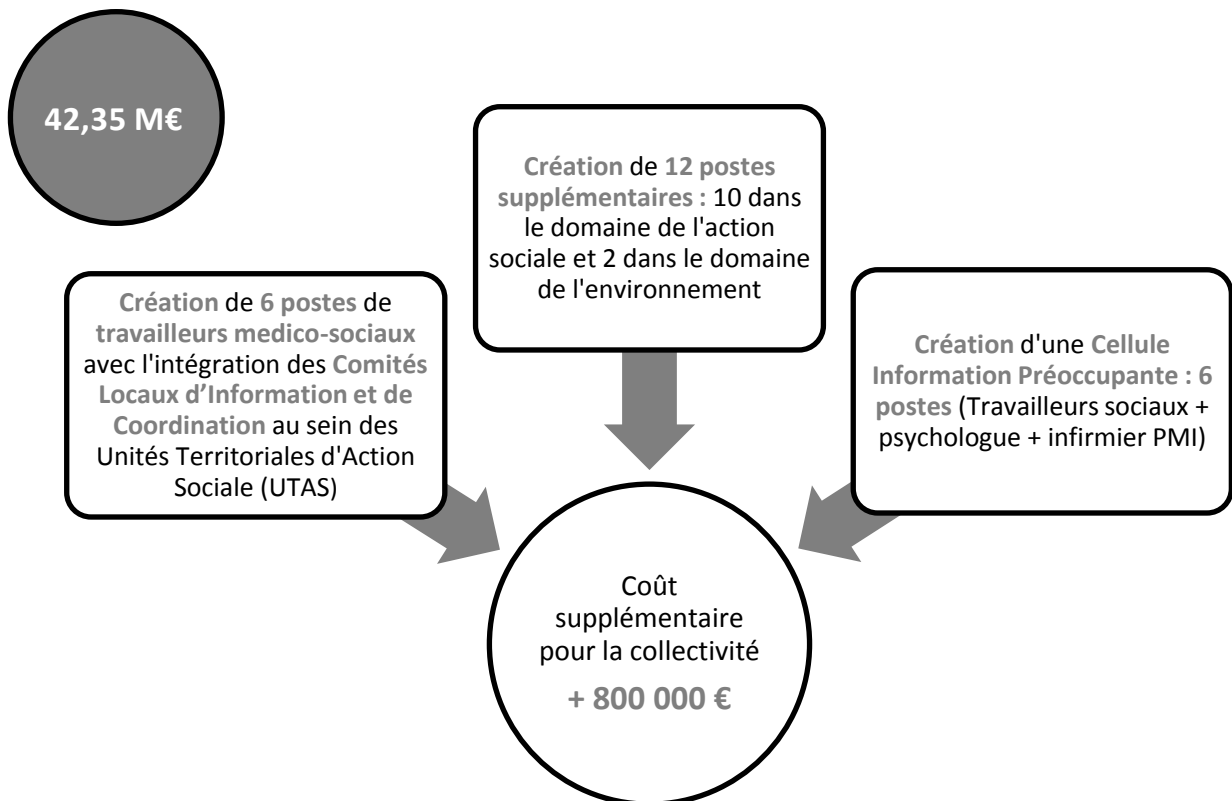 42,35 M€
Création de 12 postes
supplémentaires : 10 dans
le domaine de l'action
sociale et 2 dans le domaine
de l'environnement
Création de 6 postes de
travailleurs medico-sociaux
avec l'intégration des Comités
Locaux d’Information et de
Coordination au sein des
Unités Territoriales d'Action
Sociale (UTAS)
Création d'une Cellule
Information Préoccupante : 6
postes (Travailleurs sociaux +
psychologue + infirmier PMI)
Coût
supplémentaire
pour la collectivité
+ 800 000 €